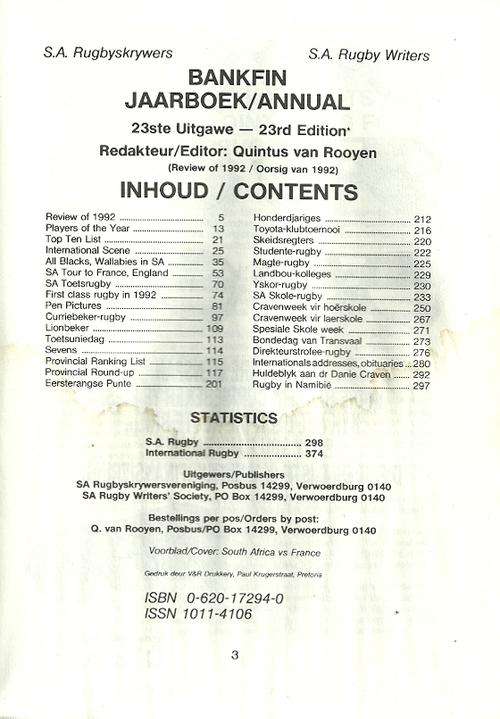 S.A. Rugbyskrywers
S.A. Rugby Writers
BANKFIN
JAARBOEK/ANNUAL
23ste Uitgawe — 23rd Edition*
Redakteur/Editor: Quintus van Rooyen
(Review of 1992 / Oorsig van 1992)
INHOUD / CONTENTS
Review of 1992 ............ 5
Players of the Year ............ 13
Top Ten List ............ 21
International Scene ............ 25
All Blacks, Wallabies in SA ............ 35
SA Tour to France, England ............ 53
SA Toetsrugby ............ 70
First class rugby in 1992 ............ 74
Pen Pictures ............ 81
Curriebeker-rugby ............ 97
Lionbeker ............ 109
Toetsuniedag ............ 113
Sevens ............ 114
Provincial Ranking List ............ 115
Provincial Round-up ............ 117
Eersterangse Punte ............ 201
Honderdjariges ............ 212
Toyota-klubtoernooi ............ 216
Skeidsregters ............ 220
Studente-rugby ............ 222
Magte-rugby ............ 225
Landbou-kolleges ............ 229
Yskor-rugby ............ 230
SA Skole-rugby ............ 233
Cravenweek vir hoërskole ............ 250
Cravenweek vir laerskole ............ 267
Spesiale Skole week ............ 271
Bondedag van Transvaal ............ 273
Direkteurstrofee-rugby ............ 276
Internationals addresses, obituaries ... 280
Huldeblyk aan dr Danie Craven ...... 292
Rugby in Namibië ............ 297
STATISTICS
S.A. Rugby ............ 298
International Rugby ............ 374
Uitgewers/Publishers
SA Rugbyskrywersvereniging, Posbus 14299, Verwoerdburg 0140
SA Rugby Writers' Society, PO Box 14299, Verwoerdburg 0140
Bestellings per pos/Orders by post:
Q. van Rooyen, Posbus/PO Box 14299, Verwoerdburg 0140
Voorblad/Cover: South Africa vs France
Gedruk deur V&R Drukkery, Paul Krugerstraat, Pretoria
ISBN 0-620-17294-0
ISSN 1011-4106
3